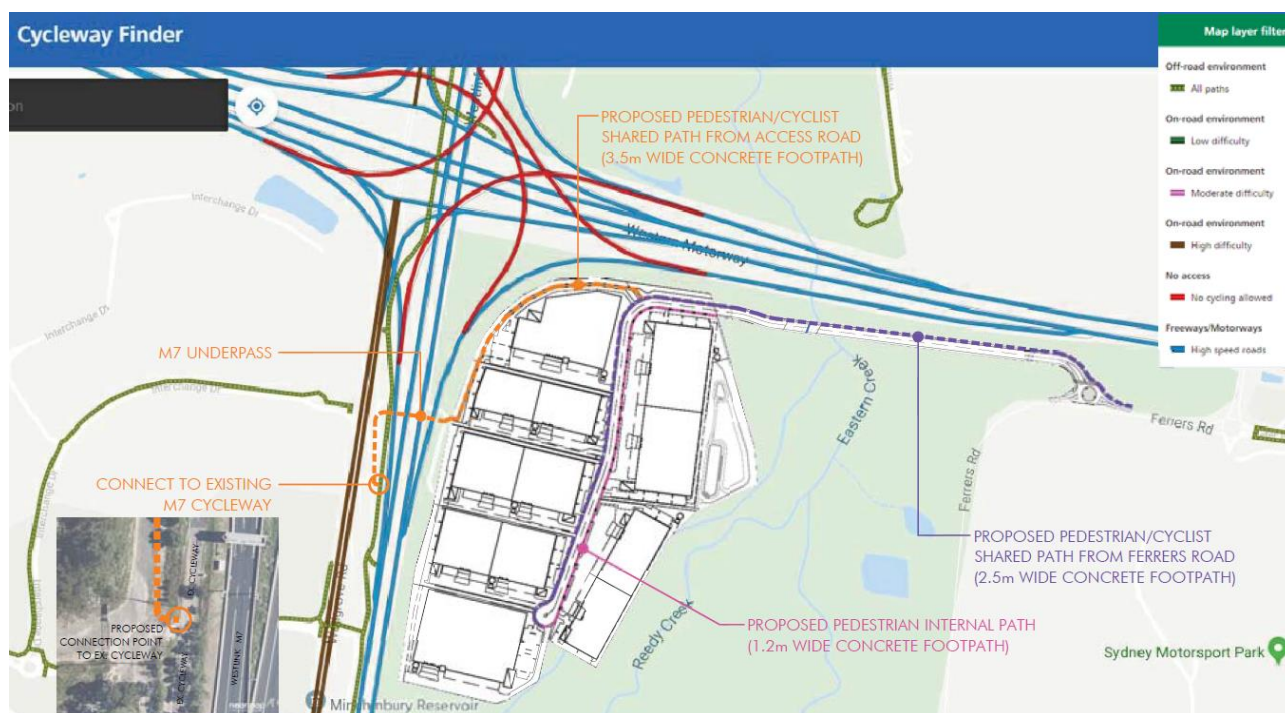 Cycleway Finder
Map layer filter
Off-road environment
All paths
On-road environment
Low difficulty
On-road environment
Moderate difficulty
On-road environment
High difficulty
No access
No cycling allowed
Freeways/Motorways
High speed roads
on
PROPOSED PEDESTRIAN/CYCLIST
SHARED PATH FROM ACCESS ROAD
(3.5m WIDE CONCRETE FOOTPATH)
Interchange Dr
Western Motorway
Interchange Dr
M7 UNDERPASS
Interchange Dr
Eastern Creek
Ferrers Rd
Ferrers Rd
CONNECT TO EXISTING
M7 CYCLEWAY
PROPOSED PEDESTRIAN/CYCLIST
SHARED PATH FROM FERRERS ROAD
(2.5m WIDE CONCRETE FOOTPATH)
EX. CYCLEWAY
PROPOSED
CONNECTION POINT
TO EX. CYCLEWAY
EX. CYCLEWAY
WESTLINK M7
PROPOSED PEDESTRIAN INTERNAL PATH
(1.2m WIDE CONCRETE FOOTPATH)
Reedy Creek
Sydney Motorsport Park
Minchinbury Reservoir